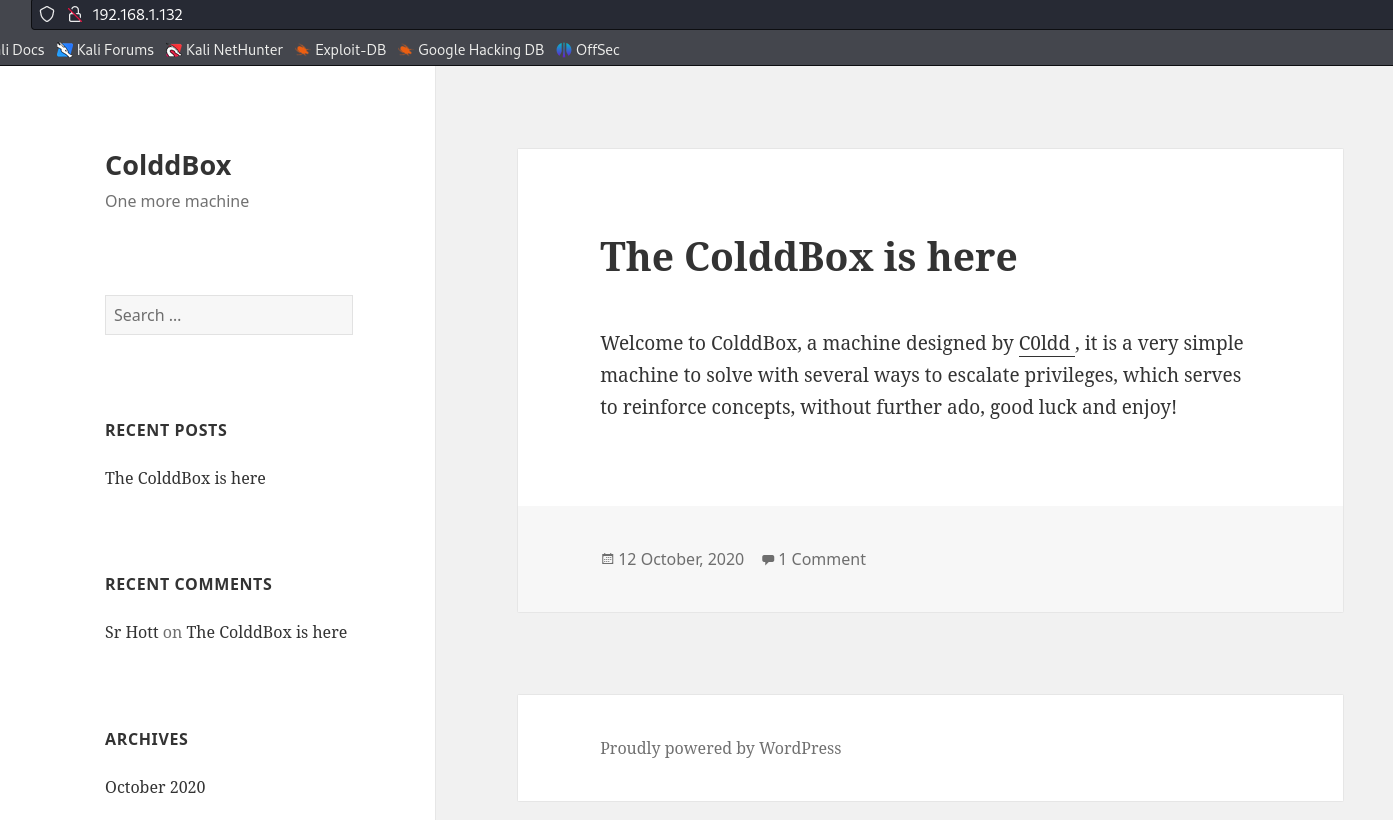 192.168.1.132
li Docs Kali Forums Kali NetHunter Exploit-DB Google Hacking DB OffSec
ColddBox
One more machine
Search ...
RECENT POSTS
The ColddBox is here
RECENT COMMENTS
Sr Hott on The ColddBox is here
ARCHIVES
October 2020
The ColddBox is here
Welcome to ColddBox, a machine designed by C0ldd , it is a very simple
machine to solve with several ways to escalate privileges, which serves
to reinforce concepts, without further ado, good luck and enjoy!
12 October, 2020 1 Comment
Proudly powered by WordPress